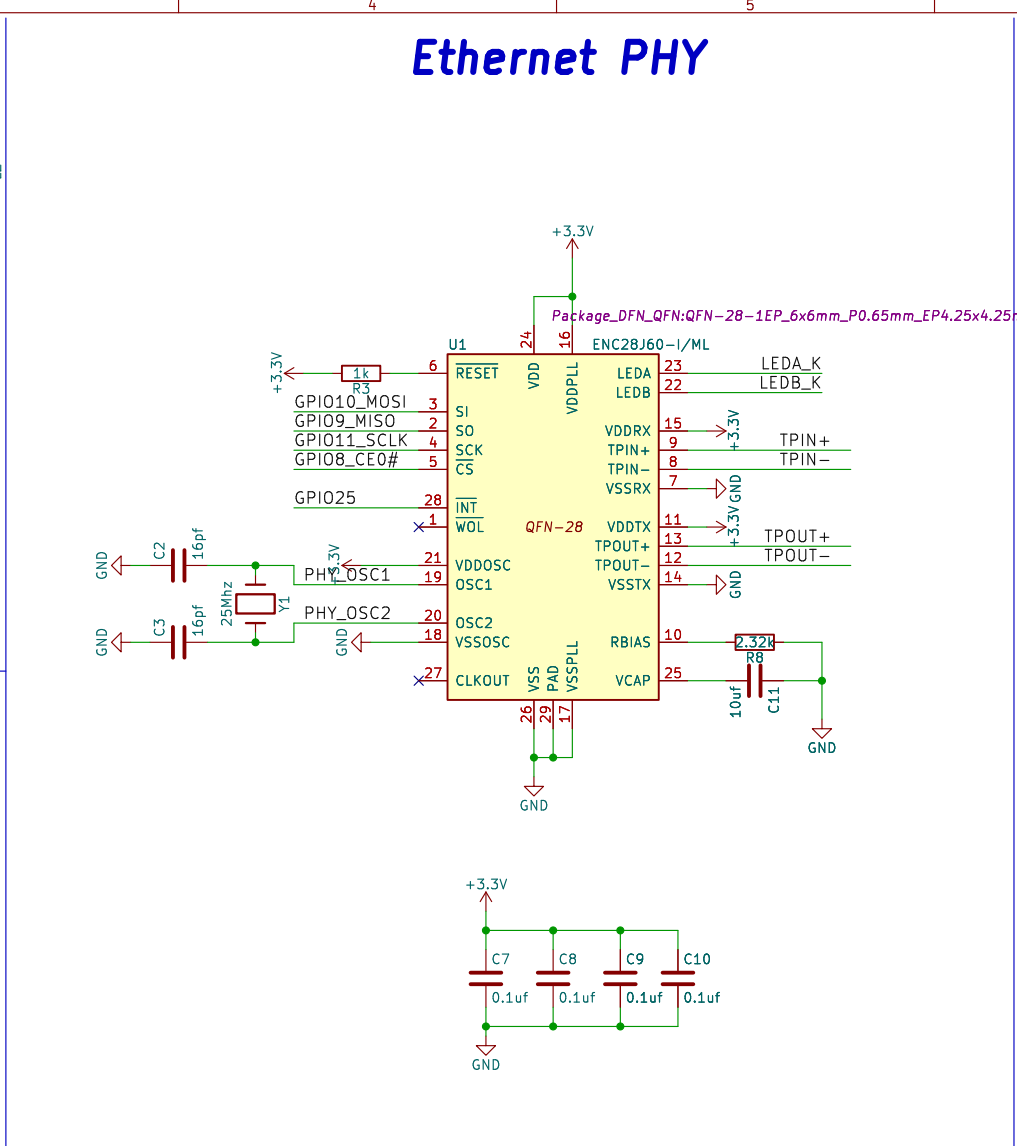 4 5
Ethernet PHY
+3.3V
Package_DFN_QFN:QFN-28-1EP_6x6mm_P0.65mm_EP4.25x4.25
U1 ENC28J60-I/ML
24 16
VDD VDDPLL
+3.3V 1k R3 6 RESET
GPIO10_MOSI 3 SI
GPIO9_MISO 2 SO
GPIO11_SCLK 4 SCK
GPIO8_CE0# 5 CS
GPIO25 28 INT
1 WOL
QFN-28
+3.3V 21 VDDOSC
PHY_OSC1 19 OSC1
PHY_OSC2 20 OSC2
GND 18 VSSOSC
27 CLKOUT
GND C2 16pf
25Mhz Y1
GND C3 16pf
LEDA 23 LEDA_K
LEDB 22 LEDB_K
VDDRX 15 +3.3V
TPIN+ 9 TPIN+
TPIN- 8 TPIN-
VSSRX 7 GND
VDDTX 11 +3.3V
TPOUT+ 13 TPOUT+
TPOUT- 12 TPOUT-
VSSTX 14 GND
RBIAS 10 2.32k
R8
VCAP 25 10uf C11
GND
VSS PAD VSSPLL
26 29 17
GND
+3.3V
C7 C8 C9 C10
0.1uf 0.1uf 0.1uf 0.1uf
GND